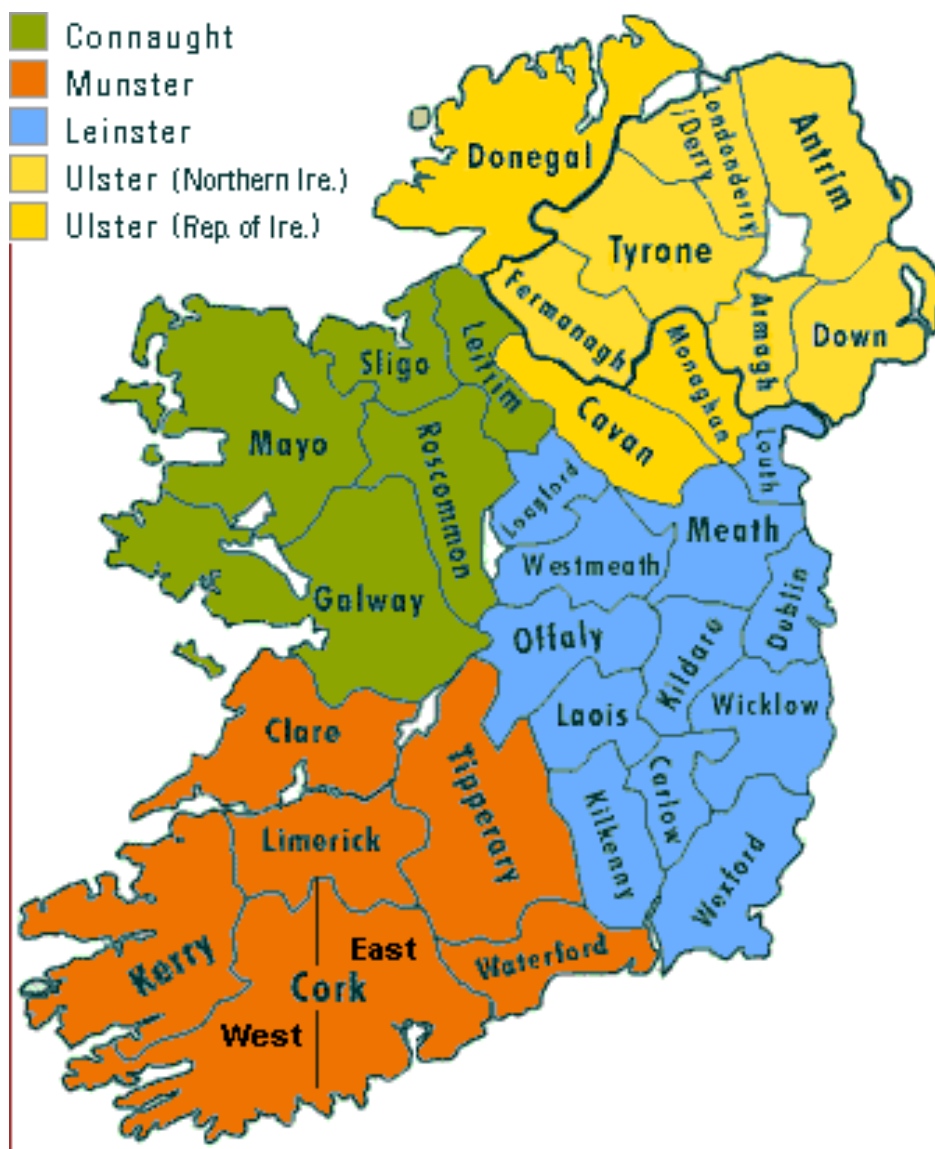 Connaught
Munster
Leinster
Ulster (Northern Ire.)
Ulster (Rep. of Ire.)
Donegal
Londonderry
/Derry
Antrim
Tyrone
Fermanagh
Armagh
Down
Monaghan
Cavan
Leitrim
Sligo
Mayo
Roscommon
Galway
Longford
Louth
Meath
Westmeath
Dublin
Offaly
Kildare
Laois
Wicklow
Carlow
Kilkenny
Wexford
Clare
Tipperary
Limerick
Kerry
East
Cork
West
Waterford